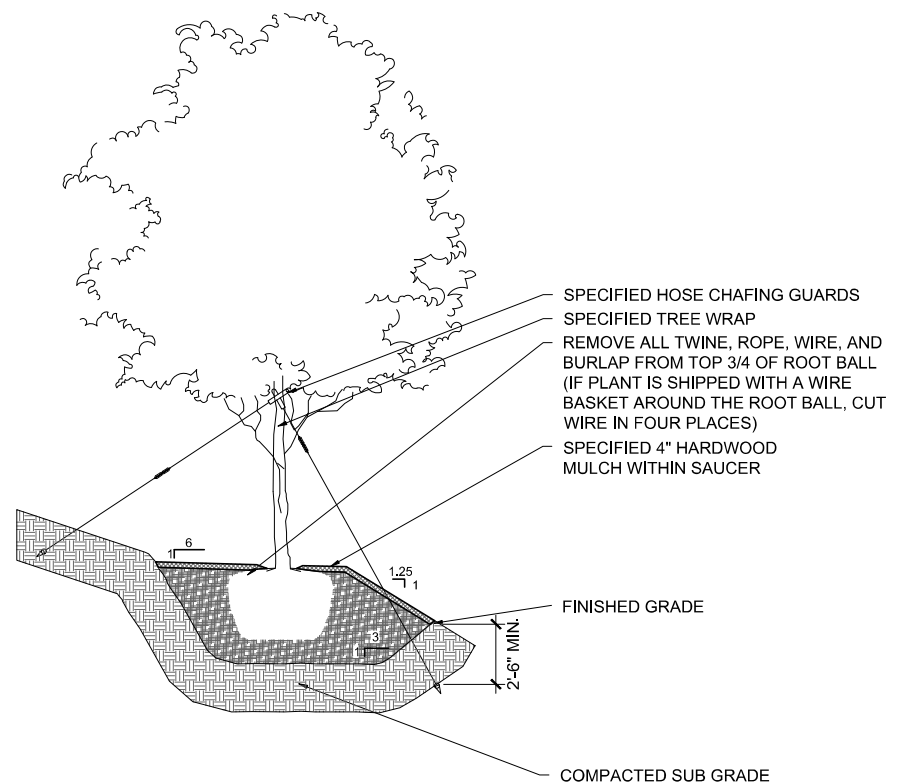 SPECIFIED HOSE CHAFING GUARDS
SPECIFIED TREE WRAP
REMOVE ALL TWINE, ROPE, WIRE, AND
BURLAP FROM TOP 3/4 OF ROOT BALL
(IF PLANT IS SHIPPED WITH A WIRE
BASKET AROUND THE ROOT BALL, CUT
WIRE IN FOUR PLACES)
SPECIFIED 4" HARDWOOD
MULCH WITHIN SAUCER
6
1
1.25
1
FINISHED GRADE
3
1
2'-6" MIN.
COMPACTED SUB GRADE